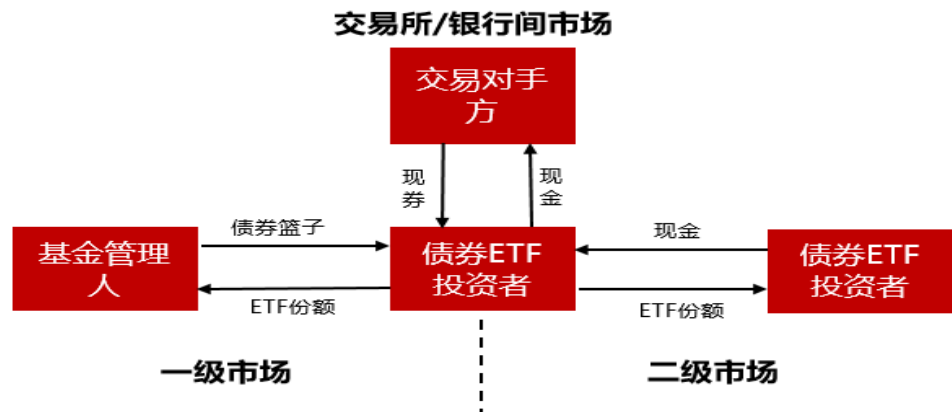 交易所/银行间市场
交易对手
方
现
券
现
金
债券篮子
现金
基金管理
人
债券ETF
投资者
债券ETF
投资者
ETF份额
ETF份额
一级市场
二级市场